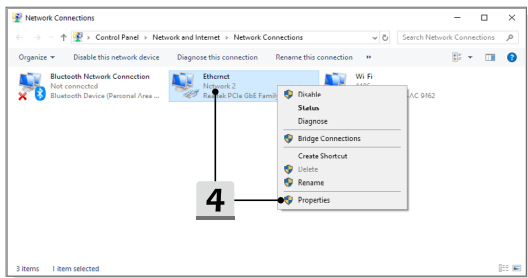 Network Connections
Control Panel › Network and Internet › Network Connections
Search Network Connections
Organize
Disable this network device
Diagnose this connection
Rename this connection
»
Bluetooth Network Connection
Not connected
Bluetooth Device (Personal Area ...
Ethernet
Network 2
Realtek PCIe GbE Famil
Wi Fi
AC 9462
Disable
Status
Diagnose
Bridge Connections
Create Shortcut
Delete
Rename
Properties
4
3 items
1 item selected